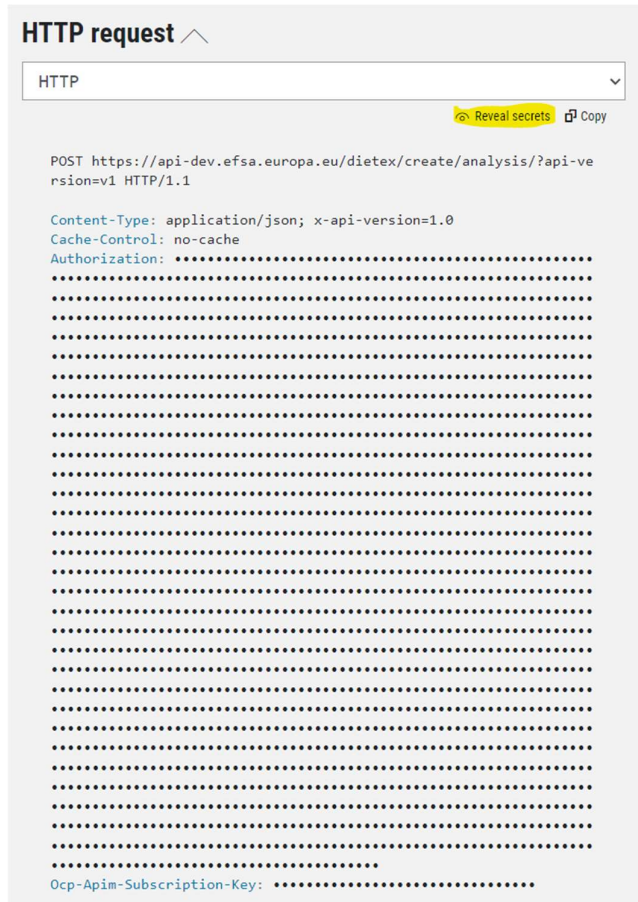 HTTP request
HTTP
Reveal secrets Copy
POST https://api-dev.efsa.europa.eu/dietex/create/analysis/?api-ve
rsion=v1 HTTP/1.1
Content-Type: application/json; x-api-version=1.0
Cache-Control: no-cache
Authorization:
Ocp-Apim-Subscription-Key: